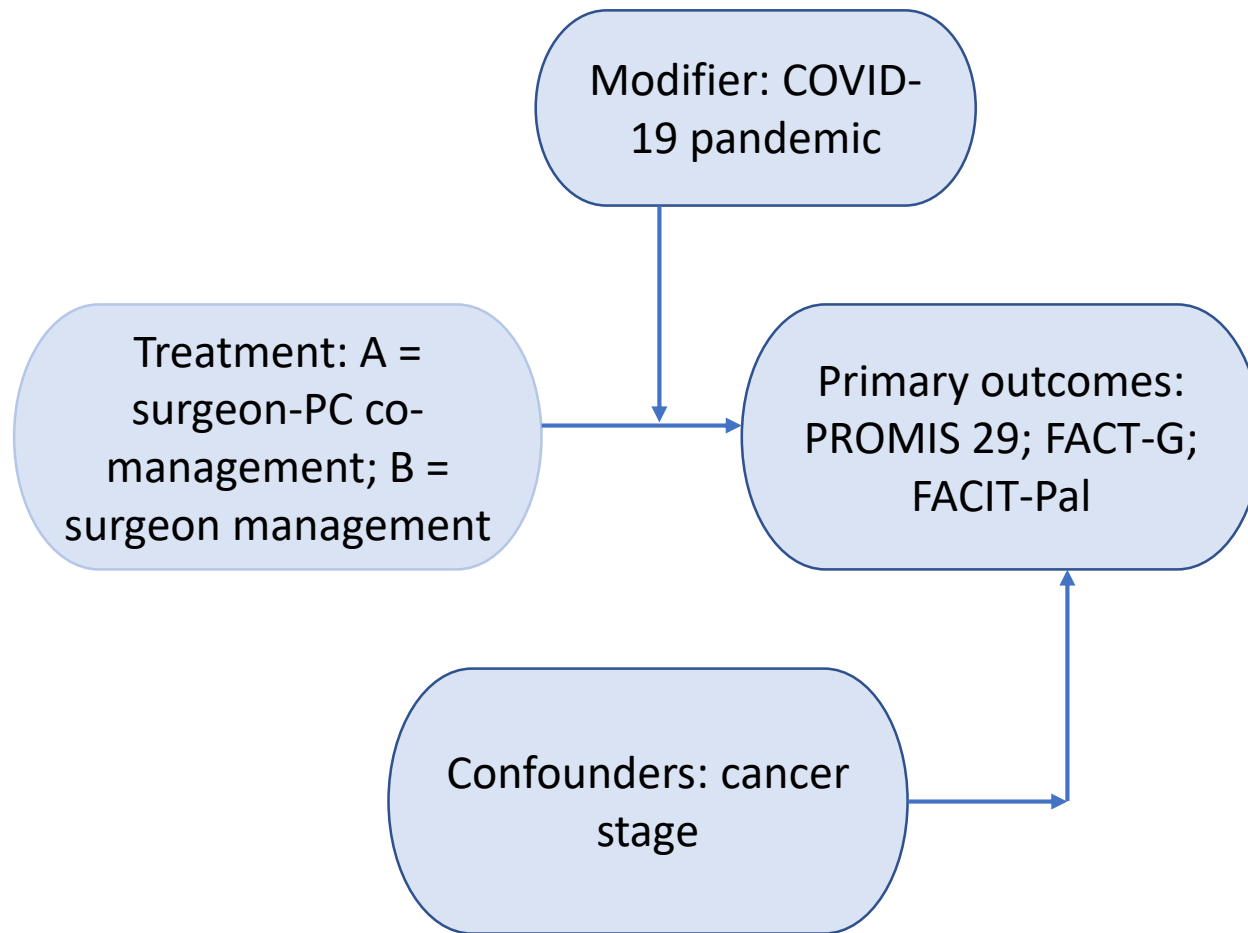 Modifier: COVID-
19 pandemic
Treatment: A =
surgeon-PC co-
management; B =
surgeon management
Primary outcomes:
PROMIS 29; FACT-G;
FACIT-Pal
Confounders: cancer
stage